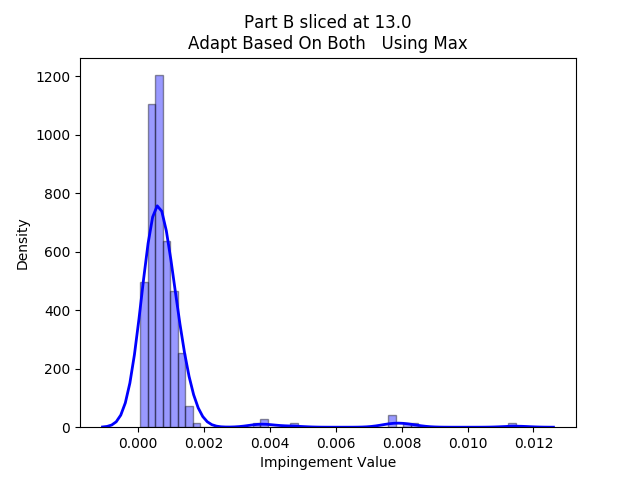 Part B sliced at 13.0
Adapt Based On Both   Using Max
1200
1000
800
600
400
200
0
Density
0.000 0.002 0.004 0.006 0.008 0.010 0.012
Impingement Value